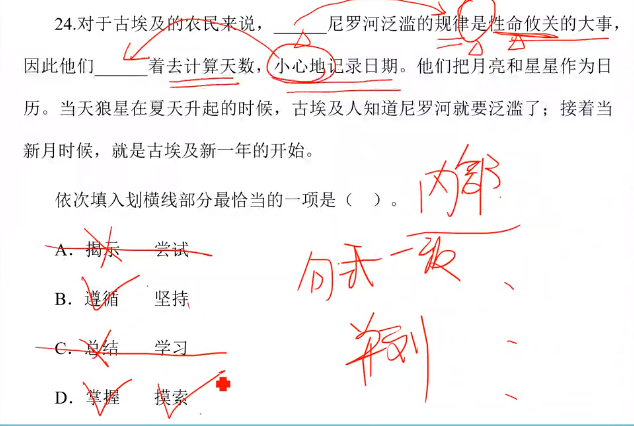 24.对于古埃及的农民来说，______尼罗河泛滥的规律是性命攸关的大事，
因此他们______着去计算天数，小心地记录日期。他们把月亮和星星作为日
历。当天狼星在夏天升起的时候，古埃及人知道尼罗河就要泛滥了；接着当
新月时候，就是古埃及新一年的开始。
依次填入划横线部分最恰当的一项是（ ）。
内部
A. 揭示 尝试
B. 遵循 坚持
C. 总结 学习
并列
D. 掌握 摸索